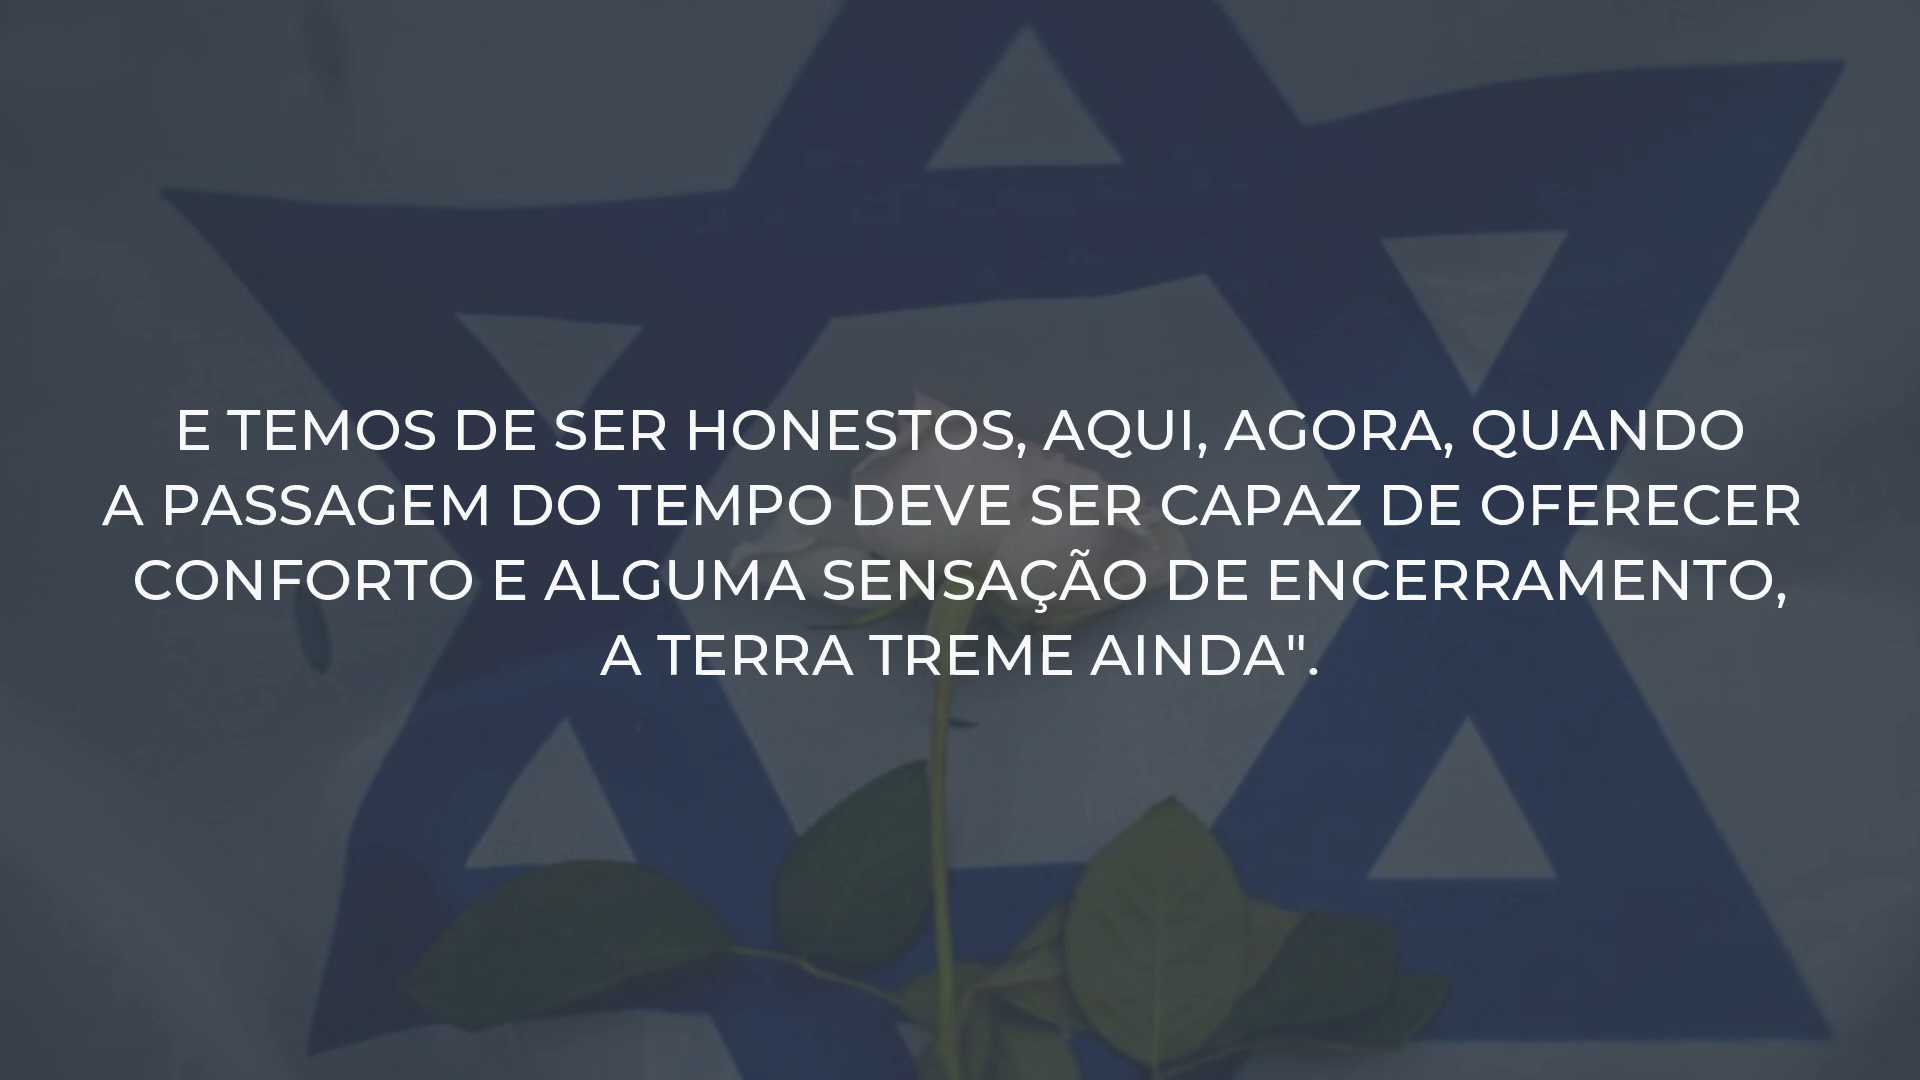 E TEMOS DE SER HONESTOS, AQUI, AGORA, QUANDO
A PASSAGEM DO TEMPO DEVE SER CAPAZ DE OFERECER
CONFORTO E ALGUMA SENSAÇÃO DE ENCERRAMENTO,
A TERRA TREME AINDA".